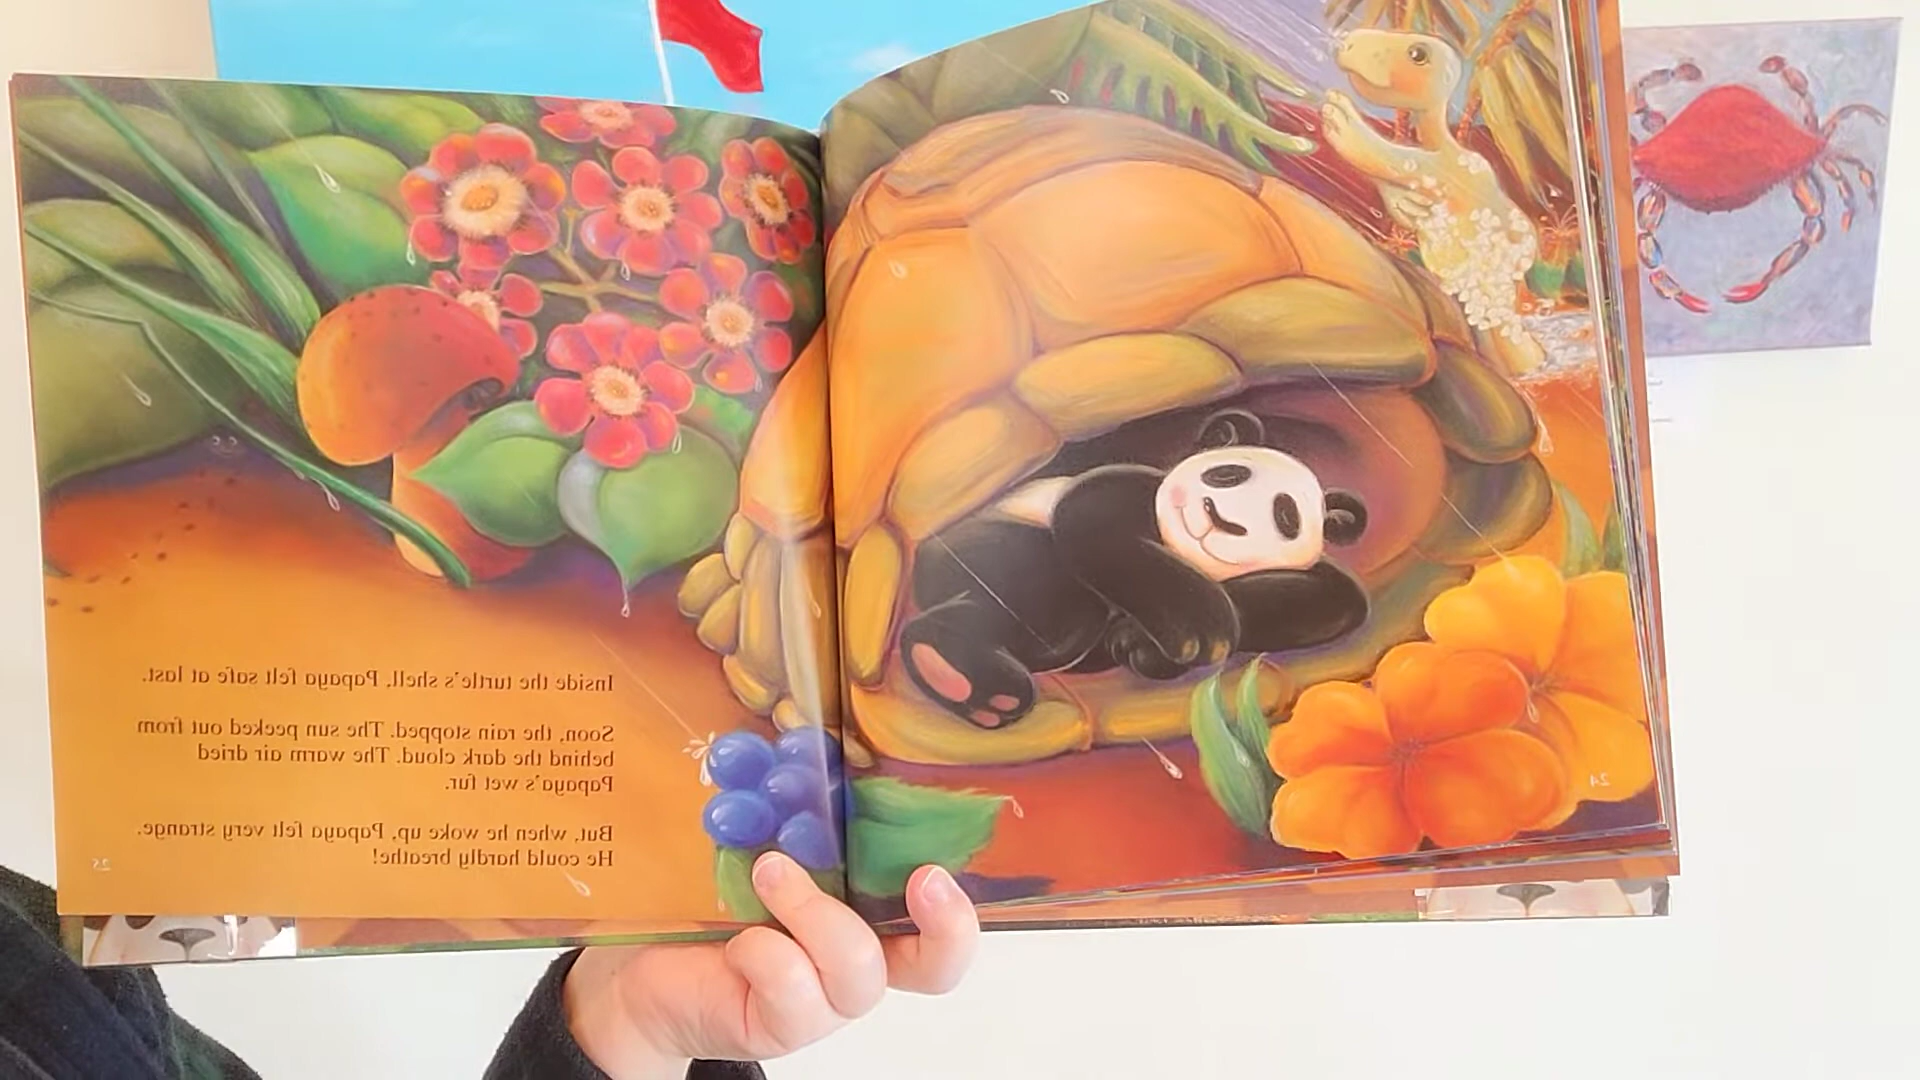 Inside the turtle's shell, Papaya felt safe at last.
Soon, the rain stopped. The sun peeked out from
behind the dark cloud. The warm air dried
Papaya's wet fur.
But, when he woke up, Papaya felt very strange.
He could hardly breathe!
25
24